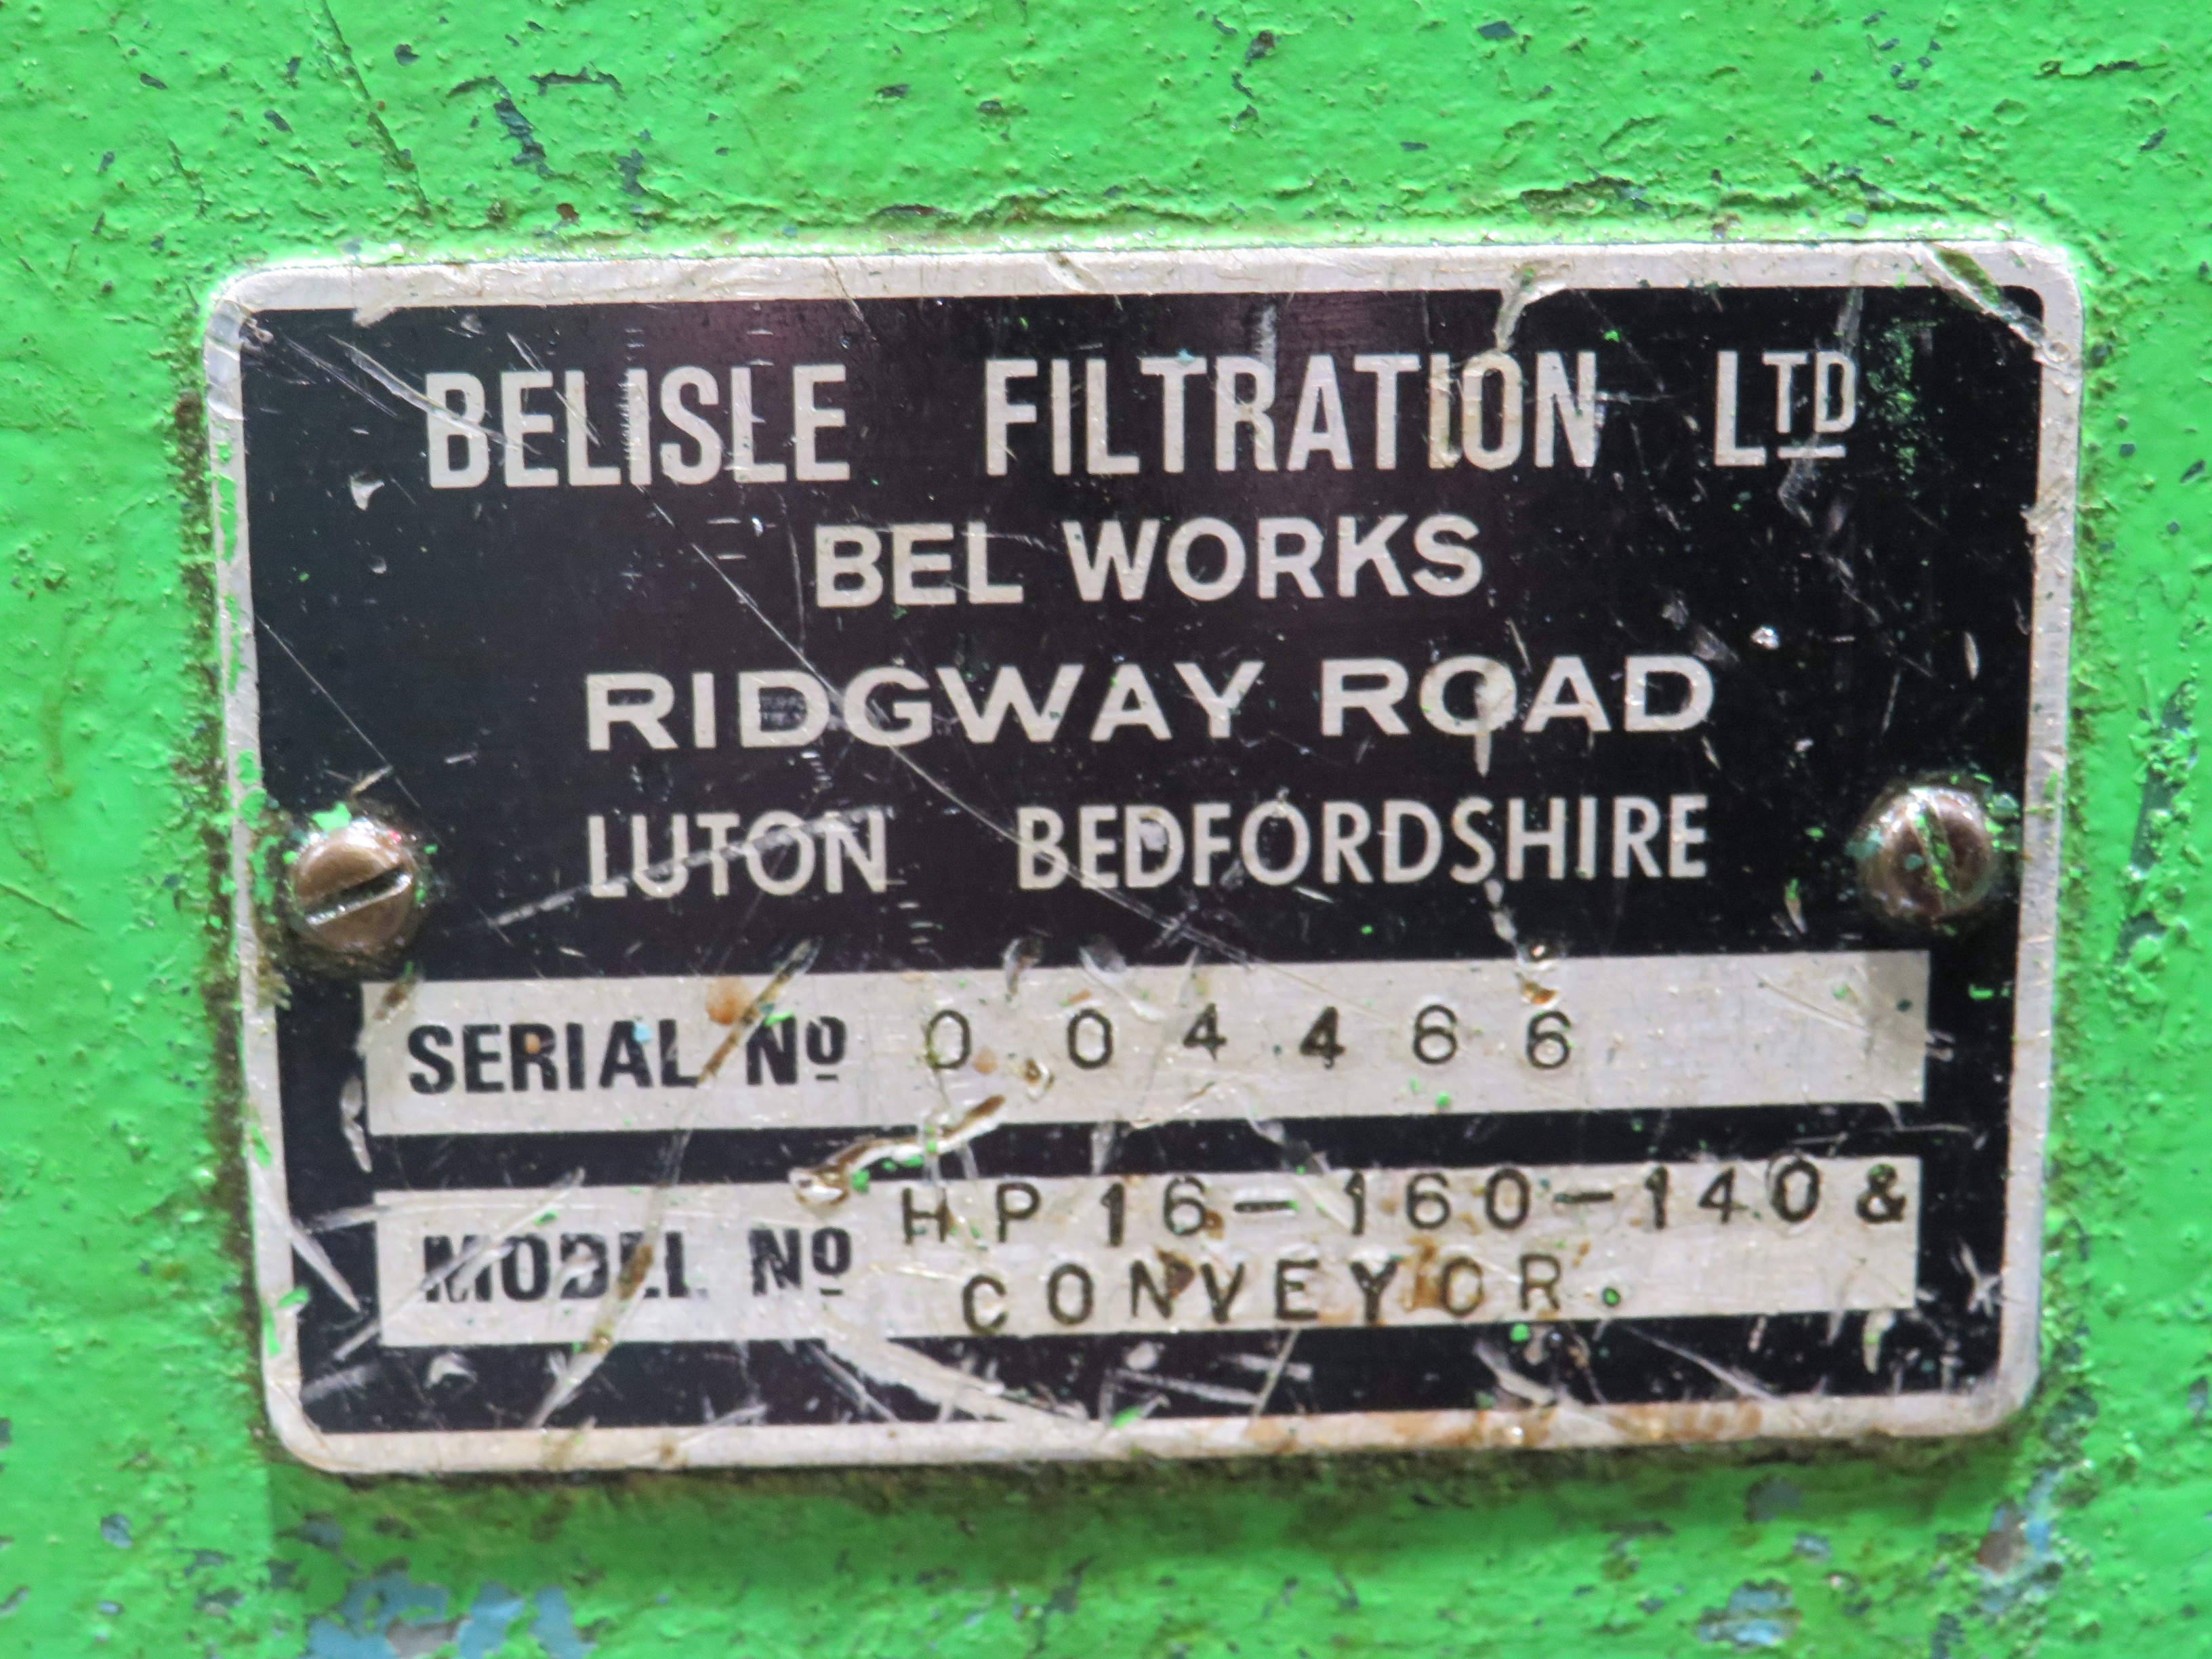 BELISLE FILTRATION LTD
BEL WORKS
RIDGWAY ROAD
LUTON BEDFORDSHIRE
SERIAL Nº 004466
MODEL Nº HP16-160-140 &
CONVEYOR.